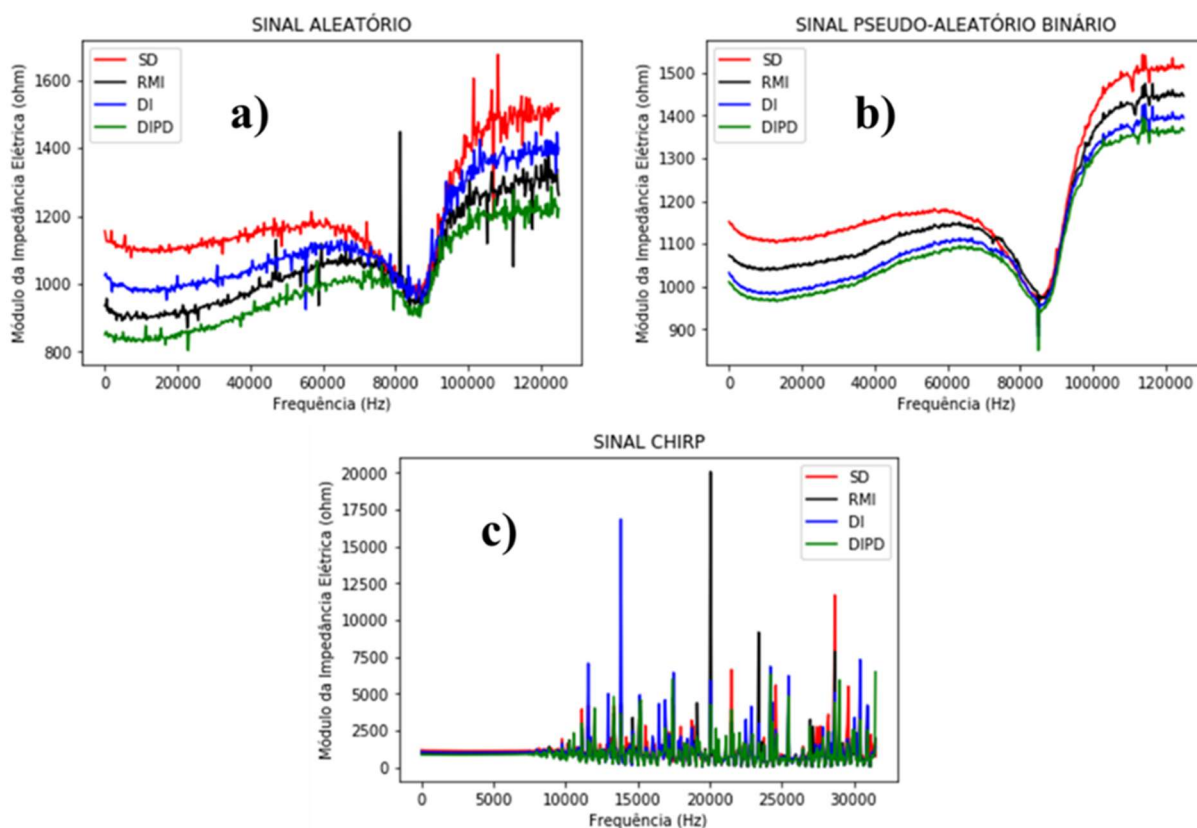 SINAL ALEATÓRIO
Módulo da Impedância Elétrica (ohm)
1600
1400
1200
1000
800
SD
RMI
DI
DIPD
a)
0 20000 40000 60000 80000 100000 120000
Frequência (Hz)
SINAL PSEUDO-ALEATÓRIO BINÁRIO
Módulo da Impedância Elétrica (ohm)
1500
1400
1300
1200
1100
1000
900
SD
RMI
DI
DIPD
b)
0 20000 40000 60000 80000 100000 120000
Frequência (Hz)
SINAL CHIRP
Módulo da Impedância Elétrica (ohm)
20000
17500
15000
12500
10000
7500
5000
2500
0
c)
SD
RMI
DI
DIPD
0 5000 10000 15000 20000 25000 30000
Frequência (Hz)